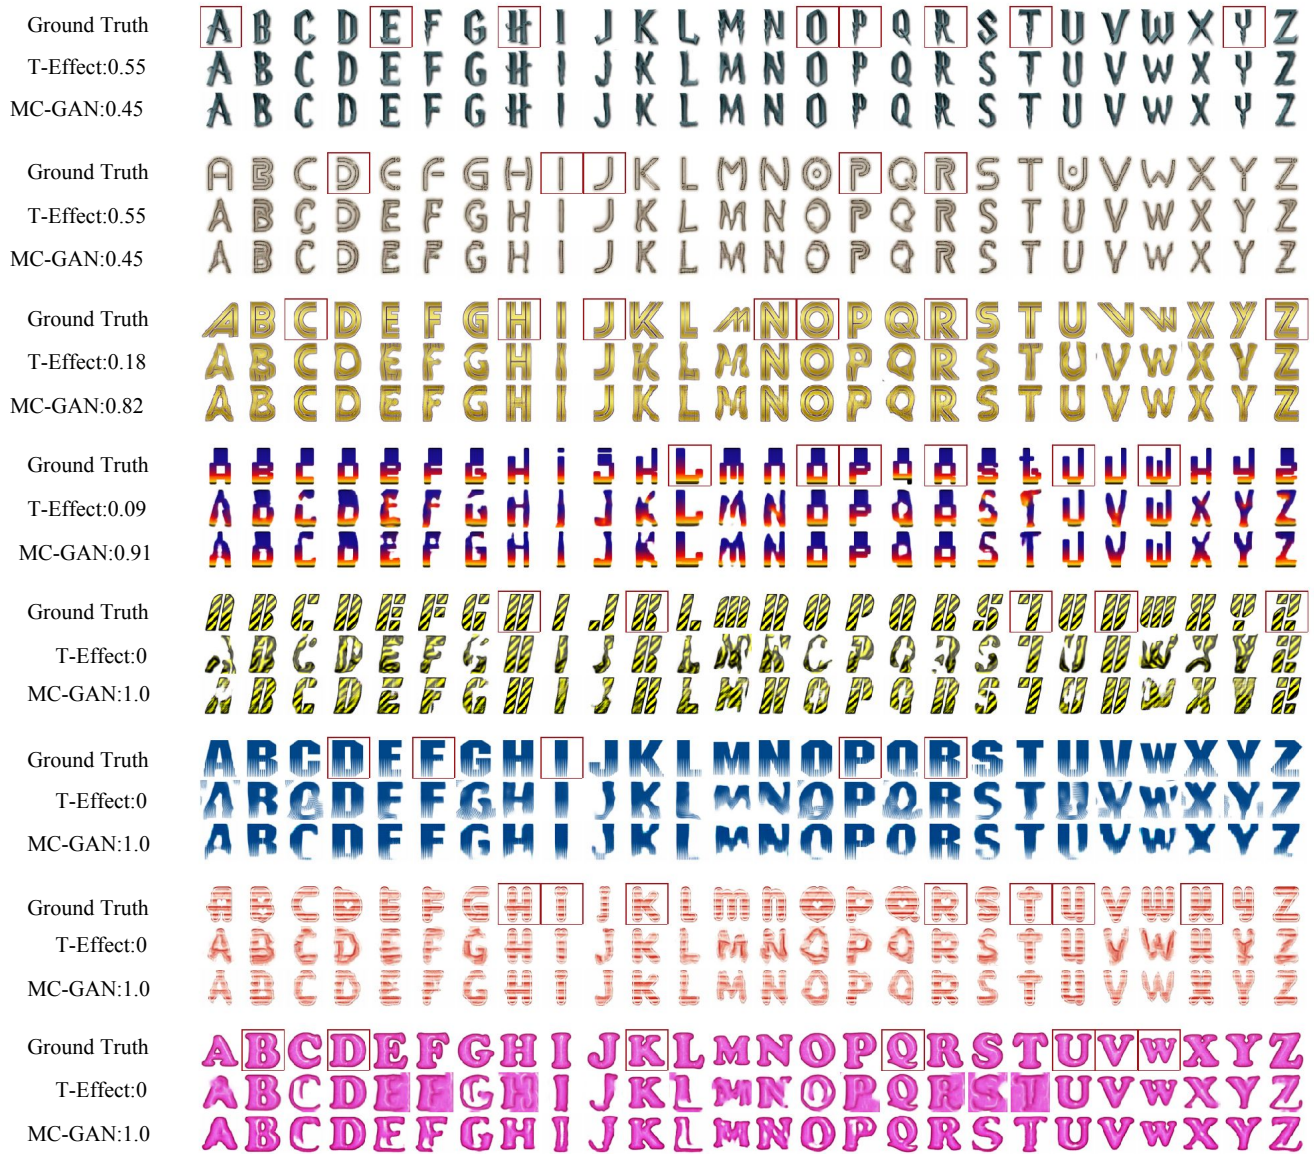 Ground Truth A B C D E F G H I J K L M N O P Q R S T U V W X Y Z
T-Effect:0.55 A B C D E F G H I J K L M N O P Q R S T U V W X Y Z
MC-GAN:0.45 A B C D E F G H I J K L M N O P Q R S T U V W X Y Z
Ground Truth A B C D E F G H I J K L M N O P Q R S T U V W X Y Z
T-Effect:0.55 A B C D E F G H I J K L M N O P Q R S T U V W X Y Z
MC-GAN:0.45 A B C D E F G H I J K L M N O P Q R S T U V W X Y Z
Ground Truth A B C D E F G H I J K L m N O P Q R S T U V W X Y Z
T-Effect:0.18 A B C D E F G H I J K L M N O P Q R S T U V W X Y Z
MC-GAN:0.82 A B C D E F G H I J K L M N O P Q R S T U V W X Y Z
Ground Truth A B C D E F G H i j K L m n O P q A S t U U W X y Z
T-Effect:0.09 A B C D E F G H I J K L M N O P Q A S T U V W X Y Z
MC-GAN:0.91 A B C D E F G H I J K L M N O P Q A S T U V W X Y Z
Ground Truth A B C D E F G H I J K L m N O P Q R S T U V W X Y Z
T-Effect:0 A B C D E F G H I J K L M N O P Q R S T U V W X Y Z
MC-GAN:1.0 A B C D E F G H I J K L M N O P Q R S T U V W X Y Z
Ground Truth A B C D E F G H I J K L M N O P Q R S T U V W X Y Z
T-Effect:0 A B C D E F G H I J K L M N O P Q R S T U V W X Y Z
MC-GAN:1.0 A B C D E F G H I J K L M N O P Q R S T U V W X Y Z
Ground Truth A B C D E F G H I J K L m n O P Q R S T U V W X y Z
T-Effect:0 A B C D E F G H I J K L M N O P Q R S T U V W X Y Z
MC-GAN:1.0 A B C D E F G H I J K L M N O P Q R S T U V W X Y Z
Ground Truth A B C D E F G H I J K L M N O P Q R S T U V W X Y Z
T-Effect:0 A B C D E F G H I J K L M N O P Q R S T U V W X Y Z
MC-GAN:1.0 A B C D E F G H I J K L M N O P Q R S T U V W X Y Z